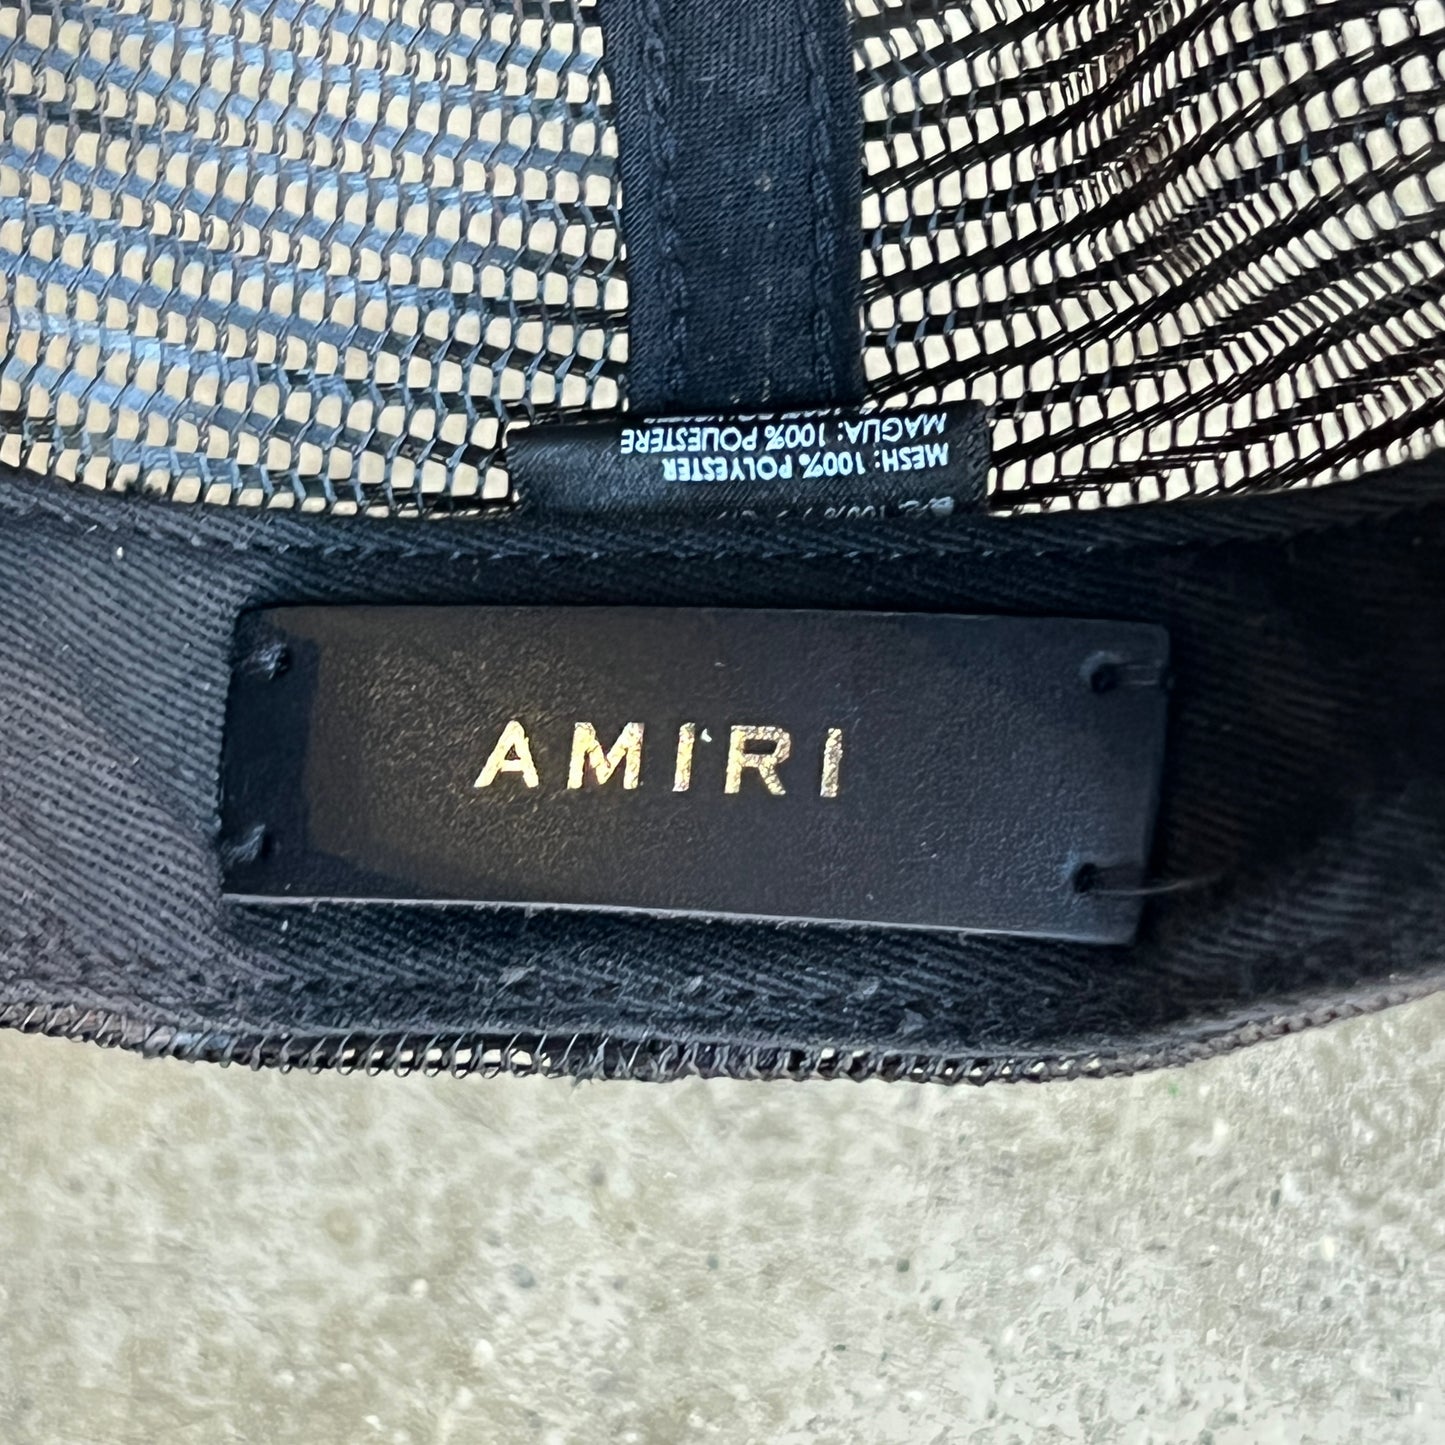 AMIRI
MESH: 100% POLYESTER
MAGLIA: 100% POLIESTERE